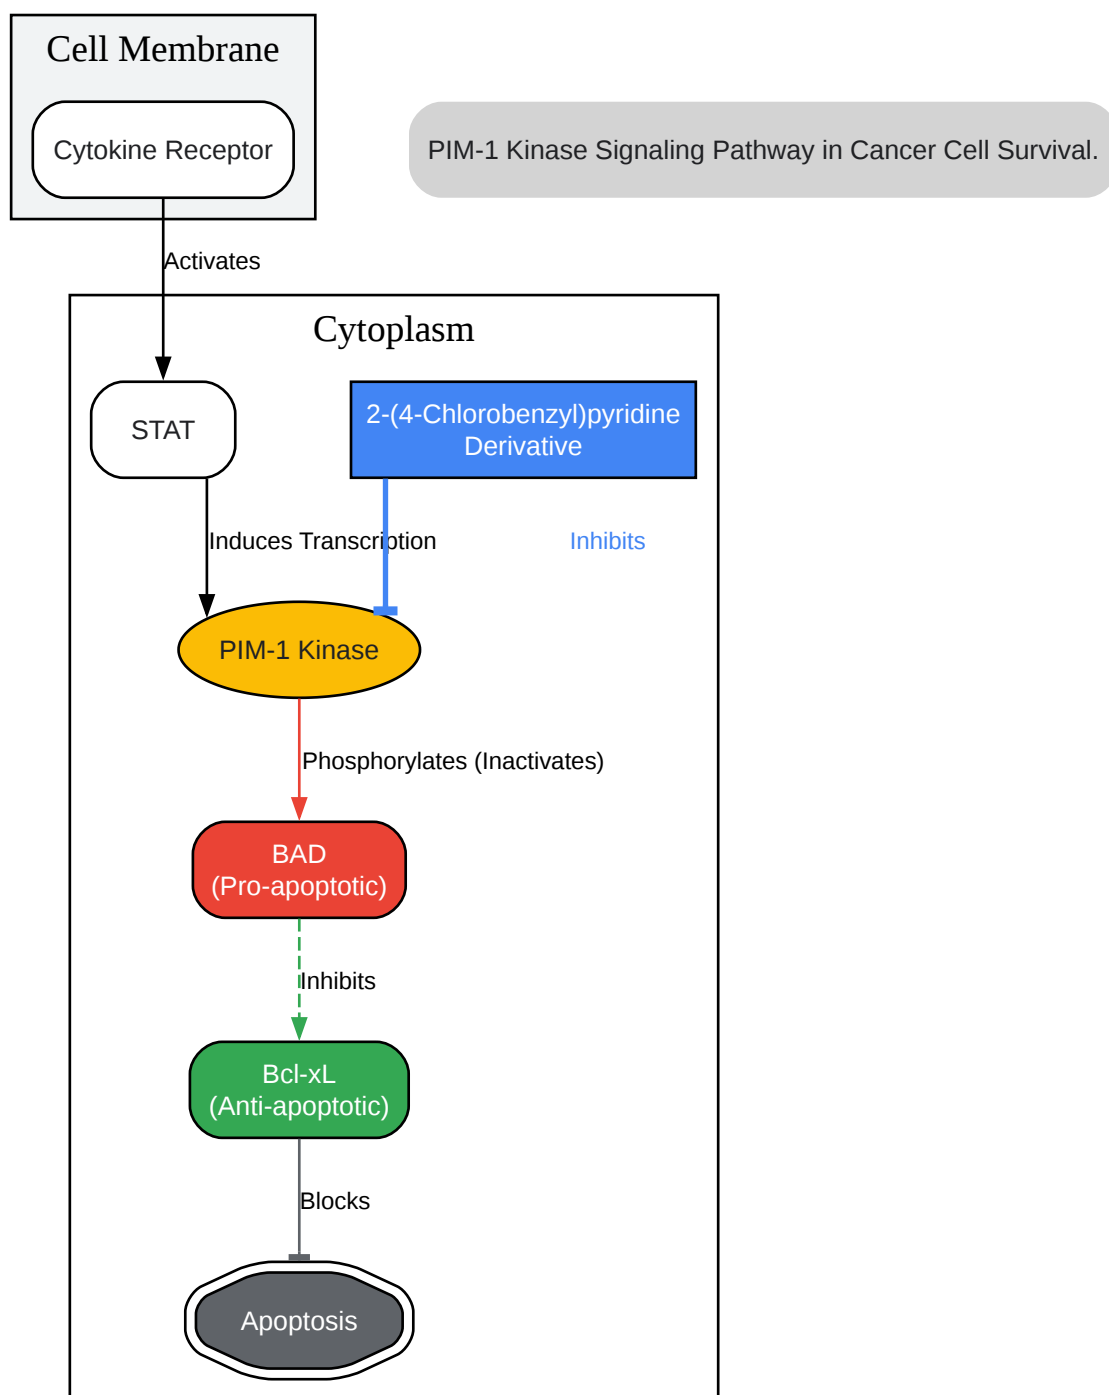 Cell Membrane
Cytokine Receptor
PIM-1 Kinase Signaling Pathway in Cancer Cell Survival.
Activates
Cytoplasm
STAT
2-(4-Chlorobenzyl)pyridine
Derivative
Induces Transcription
Inhibits
PIM-1 Kinase
Phosphorylates (Inactivates)
BAD
(Pro-apoptotic)
Inhibits
Bcl-xL
(Anti-apoptotic)
Blocks
Apoptosis